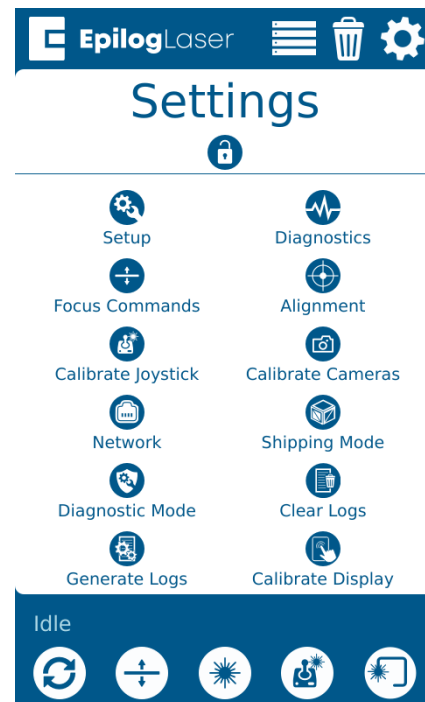 EpilogLaser
Settings
Setup
Diagnostics
Focus Commands
Alignment
Calibrate Joystick
Calibrate Cameras
Network
Shipping Mode
Diagnostic Mode
Clear Logs
Generate Logs
Calibrate Display
Idle